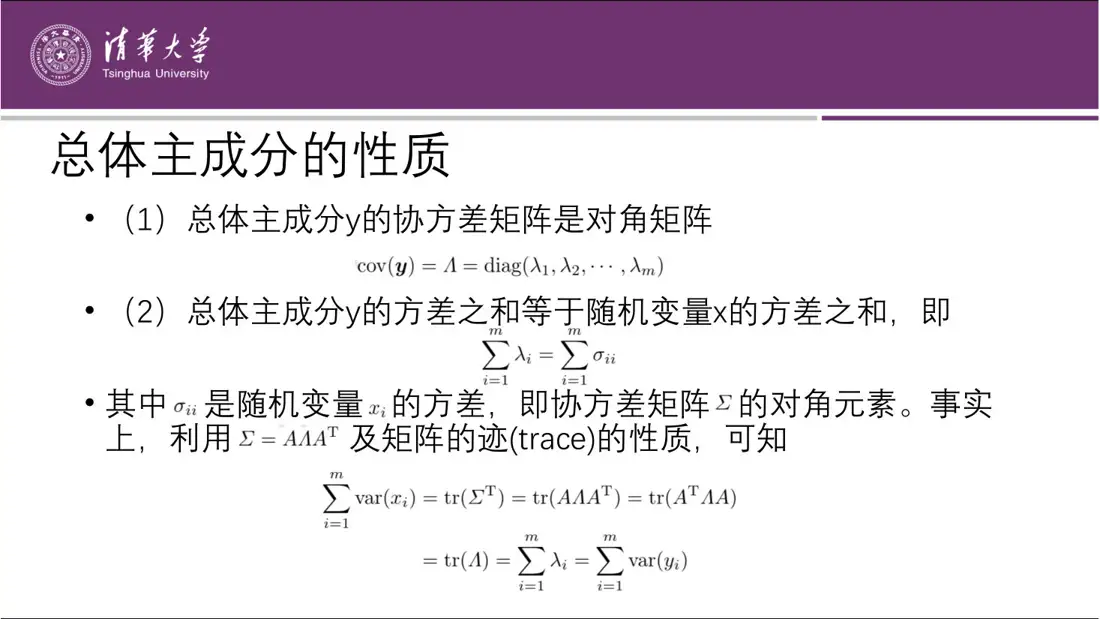 清华大学
Tsinghua University
总体主成分的性质
• （1）总体主成分y的协方差矩阵是对角矩阵
cov(y) = Λ = diag(λ₁, λ₂, ⋯ , λₘ)
• （2）总体主成分y的方差之和等于随机变量x的方差之和，即
∑_{i=1}^{m} λᵢ = ∑_{i=1}^{m} σᵢᵢ
• 其中 σᵢᵢ 是随机变量 xᵢ 的方差，即协方差矩阵 Σ 的对角元素。事实
上，利用 Σ = AΛAᵀ 及矩阵的迹(trace)的性质，可知
∑_{i=1}^{m} var(xᵢ) = tr(Σᵀ) = tr(AΛAᵀ) = tr(AᵀΛA)
= tr(Λ) = ∑_{i=1}^{m} λᵢ = ∑_{i=1}^{m} var(yᵢ)